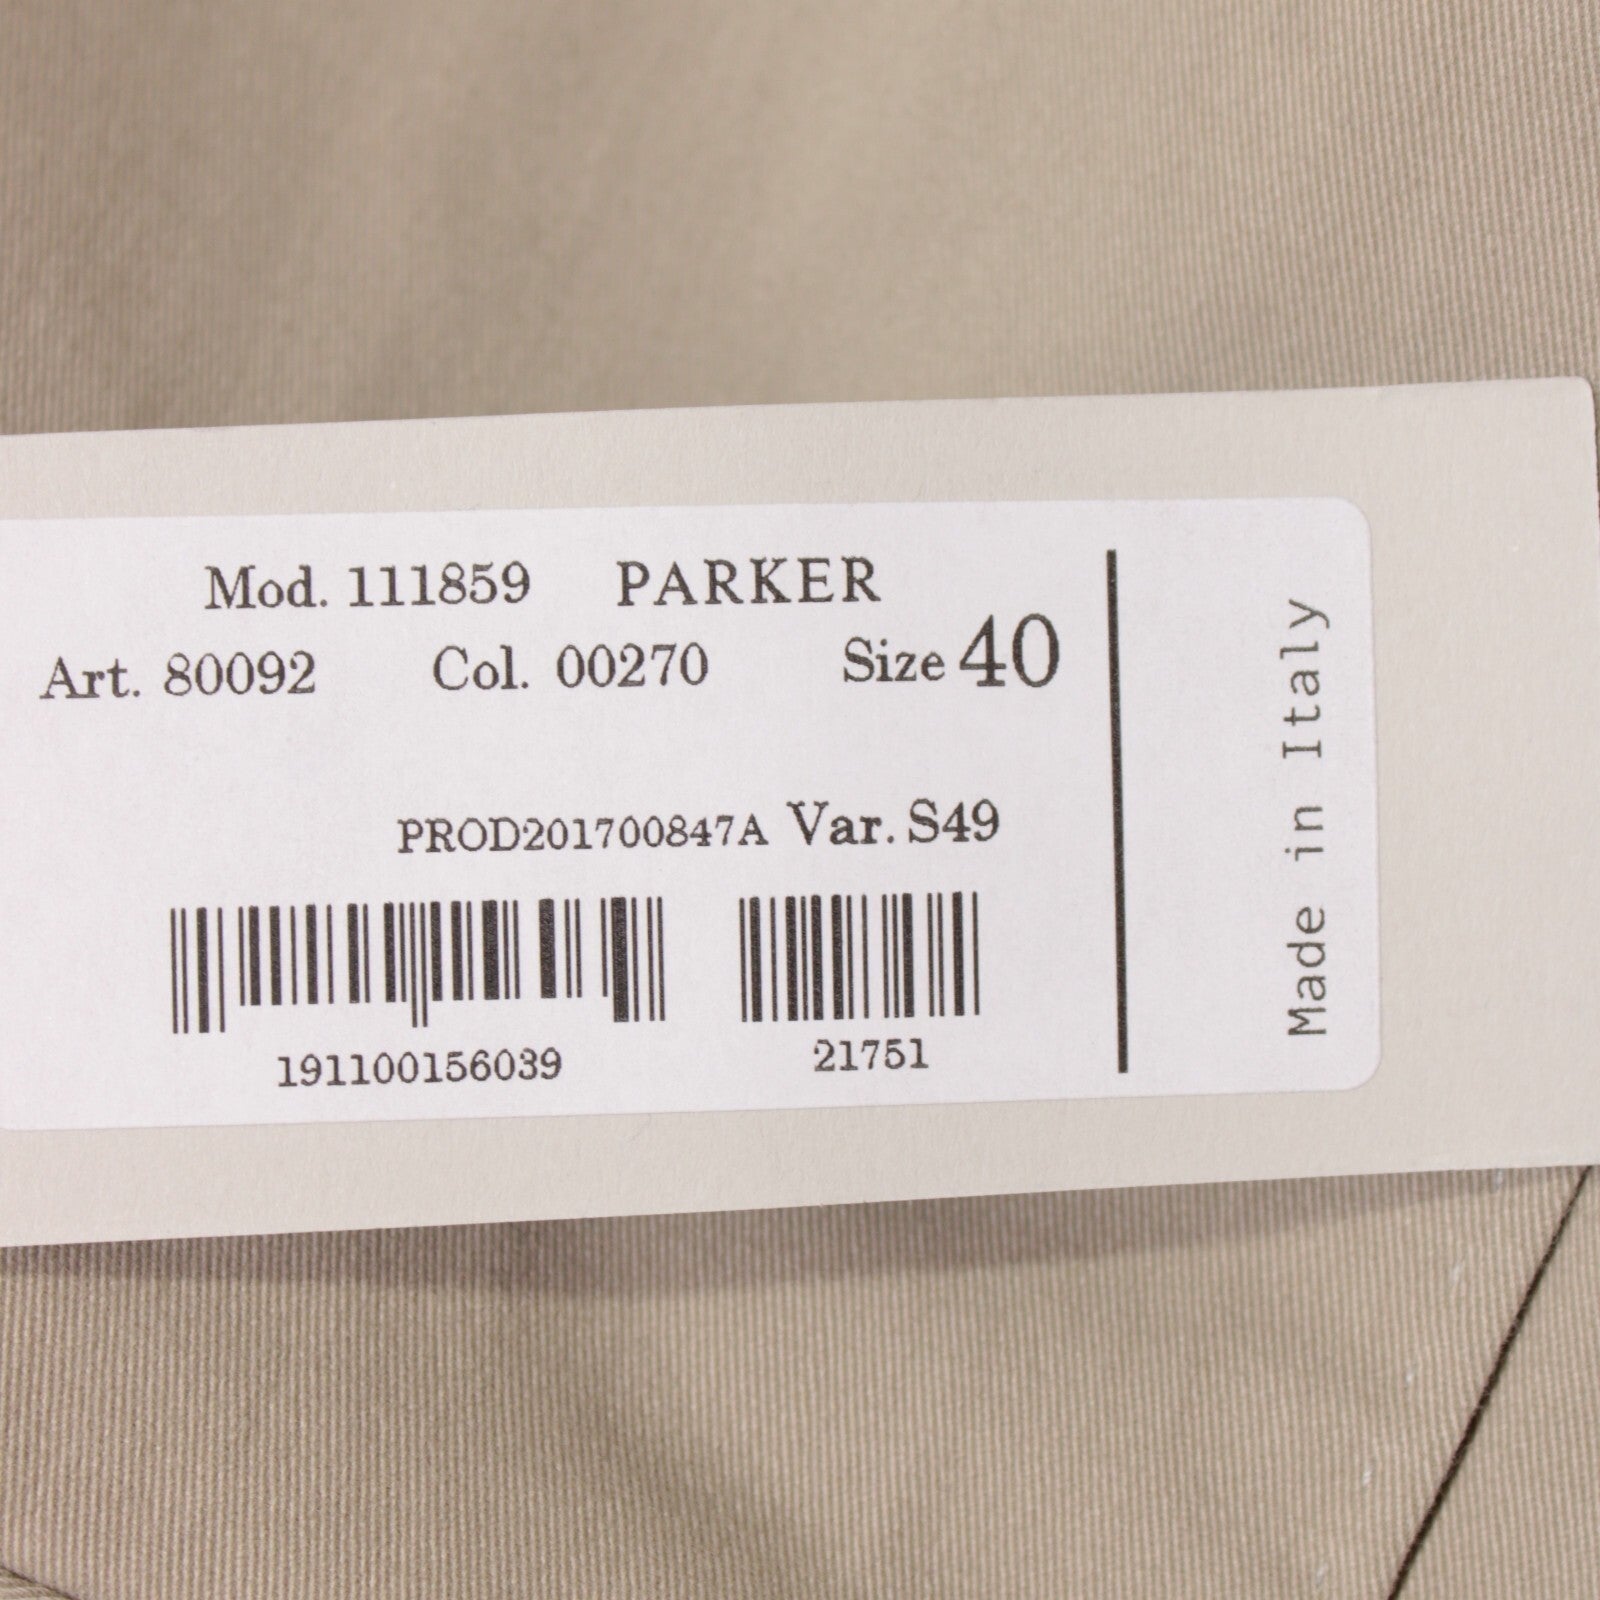 Mod. 111859 PARKER
Art. 80092 Col. 00270 Size 40
PROD201700847A Var. S49
191100156039 21751
Made in Italy